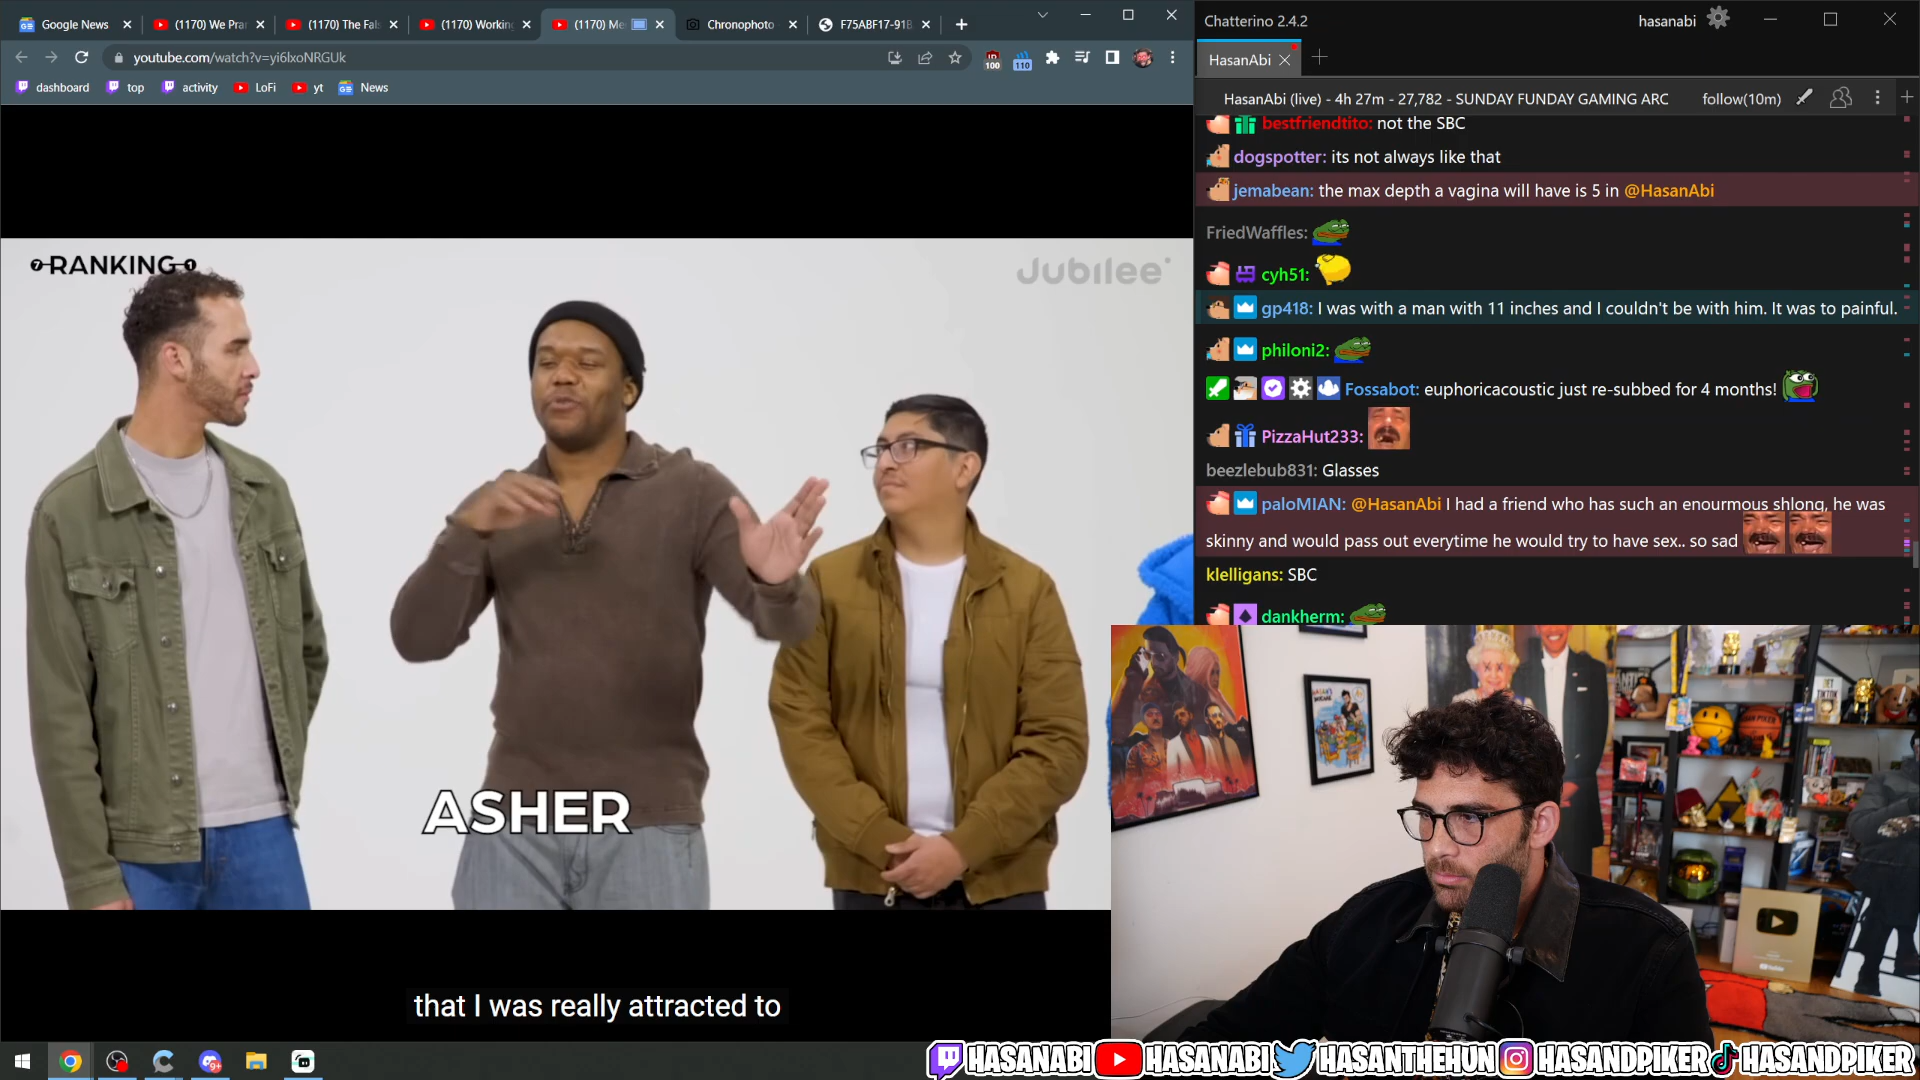 Google News
(1170) We Pra
(1170) The Fals
(1170) Working
(1170) Me
Chronophoto
F75ABF17-91B
youtube.com/watch?v=yi6lxoNRGUk
100
110
dashboard
top
activity
LoFi
yt
News
RANKING
Jubilee
ASHER
that I was really attracted to
Chatterino 2.4.2
hasanabi
HasanAbi
HasanAbi (live) - 4h 27m - 27,782 - SUNDAY FUNDAY GAMING ARC
follow(10m)
bestfriendtito: not the SBC
dogspotter: its not always like that
jemabean: the max depth a vagina will have is 5 in @HasanAbi
FriedWaffles:
cyh51:
gp418: I was with a man with 11 inches and I couldn't be with him. It was to painful.
philoni2:
Fossabot: euphoricacoustic just re-subbed for 4 months!
PizzaHut233:
beezlebub831: Glasses
paloMIAN: @HasanAbi I had a friend who has such an enourmous shlong, he was
skinny and would pass out everytime he would try to have sex.. so sad
klelligans: SBC
dankherm:
HASANABI HASANABI HASANTHEHUN HASANDPIKER HASANDPIKER